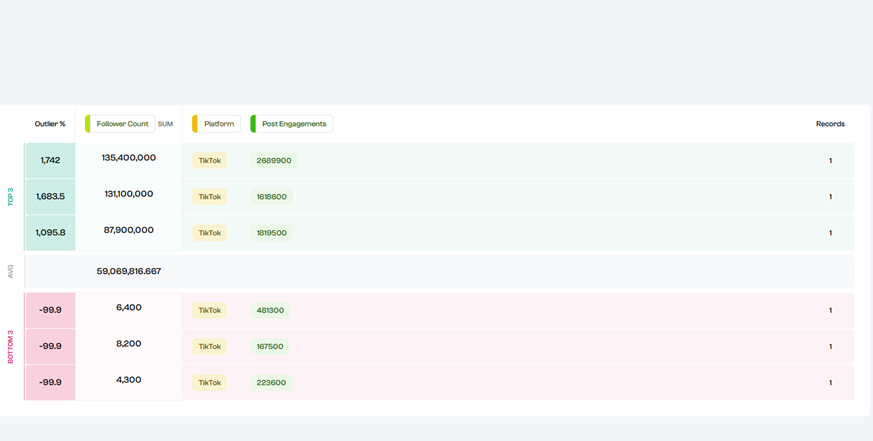 Outlier % Follower Count SUM Platform Post Engagements Records
TOP 3
1,742 135,400,000 TikTok 2689900 1
1,683.5 131,100,000 TikTok 1618600 1
1,095.8 87,900,000 TikTok 1819500 1
AVG
59,069,816.667
BOTTOM 3
-99.9 6,400 TikTok 481300 1
-99.9 8,200 TikTok 167500 1
-99.9 4,300 TikTok 223600 1